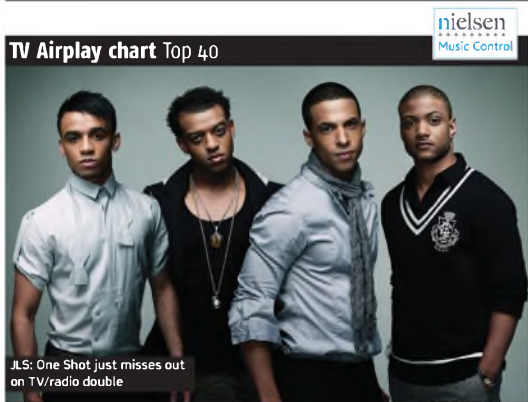 nielsen
Music Control
TV Airplay chart Top 40
JLS: One Shot just misses out
on TV/radio double